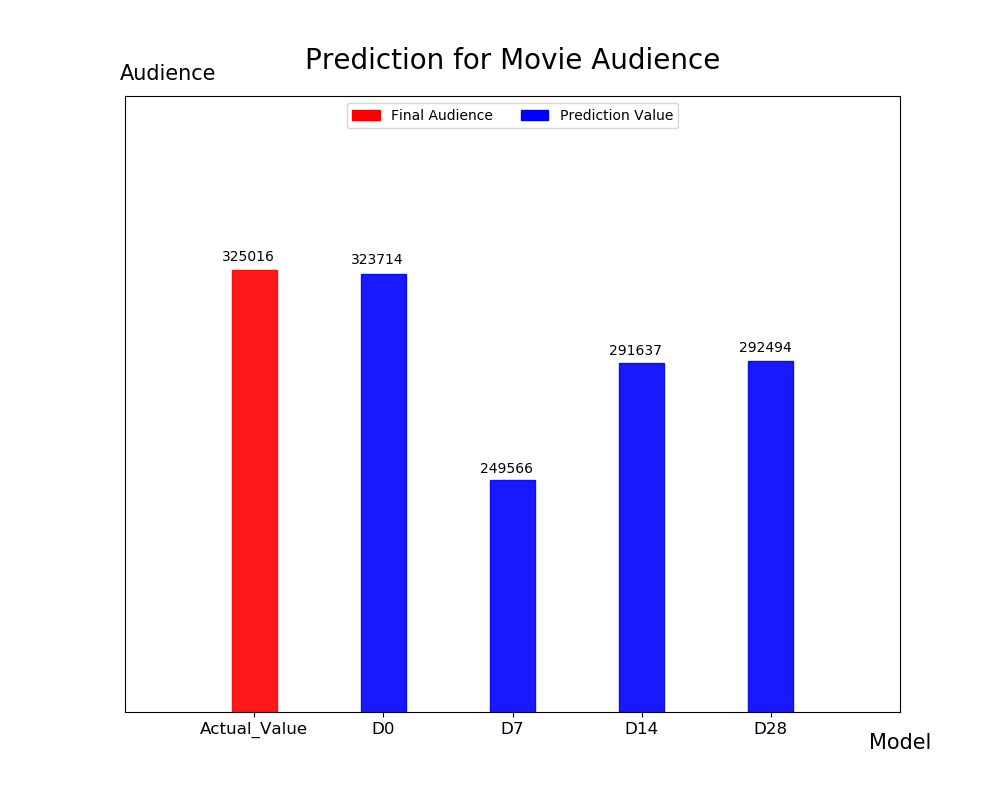 Prediction for Movie Audience
Audience
Final Audience
Prediction Value
325016
323714
249566
291637
292494
Actual_Value
D0
D7
D14
D28
Model